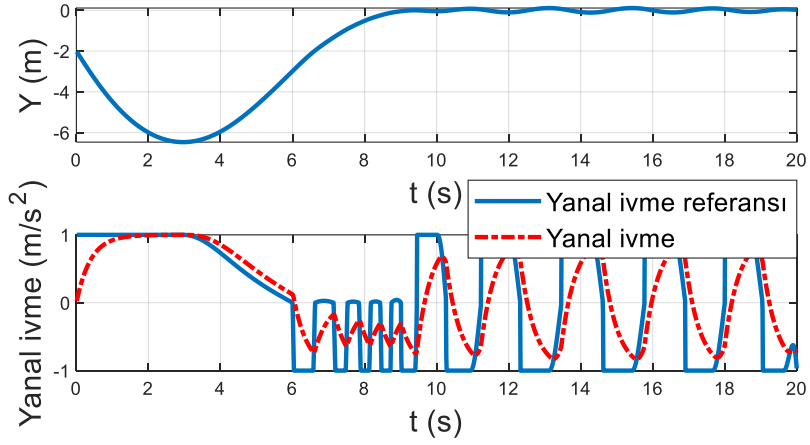 0
-2
-4
-6
Y (m)
0 2 4 6 8 10 12 14 16 18 20
t (s)
Yanal ivme referansı
Yanal ivme
1
0
-1
Yanal ivme (m/s²)
0 2 4 6 8 10 12 14 16 18 20
t (s)